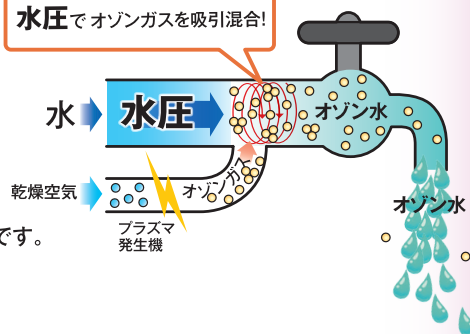 水圧でオゾンガスを吸引混合!
水
水圧
オゾン水
乾燥空気
オゾンガス
オゾン水
プラズマ
発生機
です。